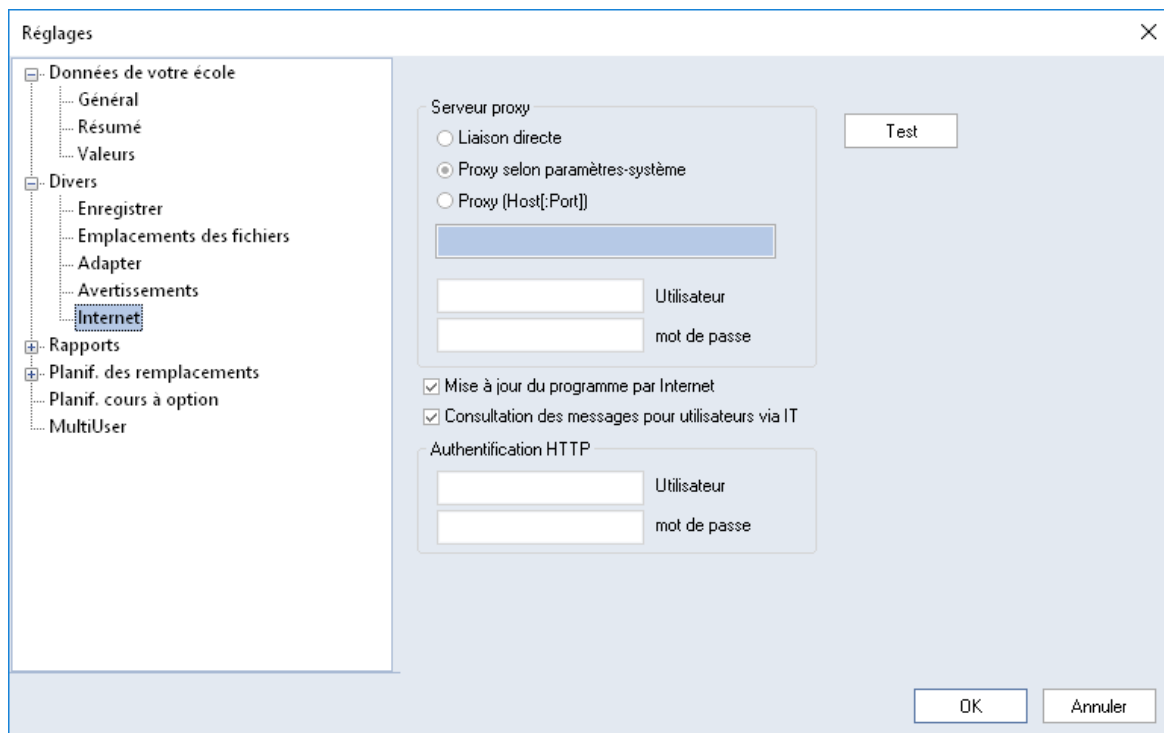 Réglages
Données de votre école
Général
Résumé
Valeurs
Divers
Enregistrer
Emplacements des fichiers
Adapter
Avertissements
Internet
Rapports
Planif. des remplacements
Planif. cours à option
MultiUser
Serveur proxy
Liaison directe
Proxy selon paramètres-système
Proxy (Host[:Port])
Utilisateur
mot de passe
Mise à jour du programme par Internet
Consultation des messages pour utilisateurs via IT
Authentification HTTP
Utilisateur
mot de passe
Test
OK
Annuler